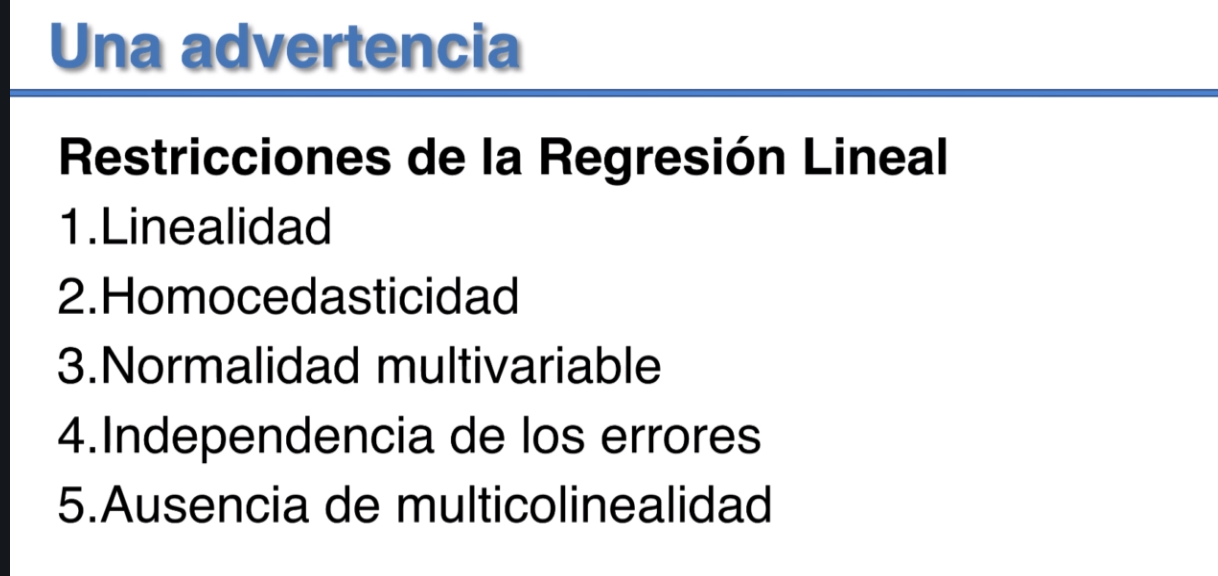 Una advertencia
Restricciones de la Regresión Lineal
1.Linealidad
2.Homocedasticidad
3.Normalidad multivariable
4.Independencia de los errores
5.Ausencia de multicolinealidad